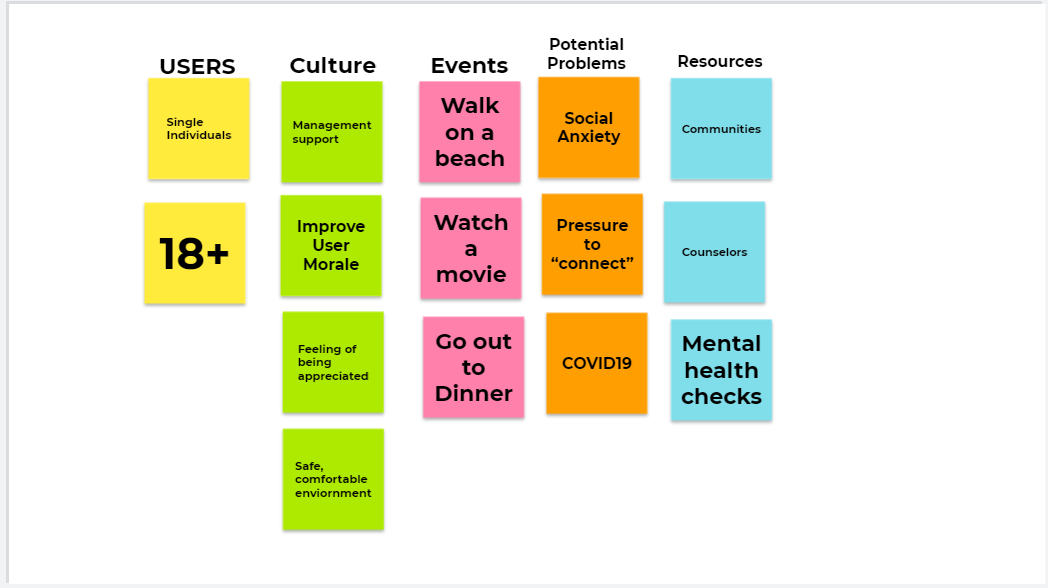 USERS
Single
Individuals
18+
Culture
Management
support
Improve
User
Morale
Feeling of
being
appreciated
Safe,
comfortable
enviornment
Events
Walk
on a
beach
Watch
a
movie
Go out
to
Dinner
Potential
Problems
Social
Anxiety
Pressure
to
“connect”
COVID19
Resources
Communities
Counselors
Mental
health
checks